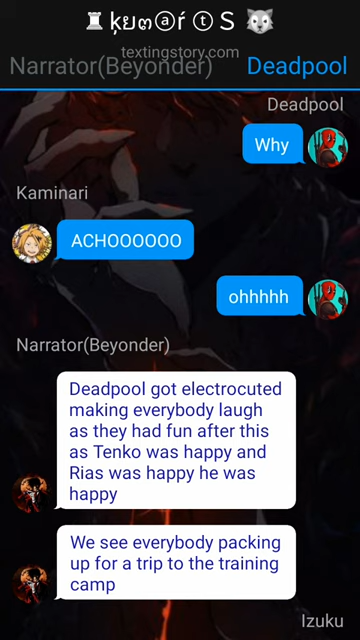 textingstory.com
Narrator(Beyonder)
Deadpool
Deadpool
Why
Kaminari
ACHOOOOOO
ohhhhh
Narrator(Beyonder)
Deadpool got electrocuted
making everybody laugh
as they had fun after this
as Tenko was happy and
Rias was happy he was
happy
We see everybody packing
up for a trip to the training
camp
Izuku